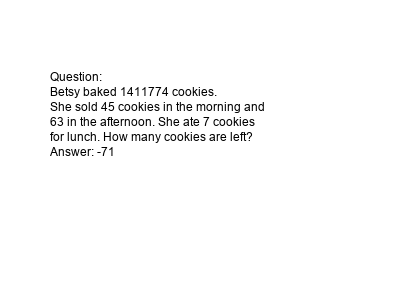 Question:
Betsy baked 1411774 cookies.
She sold 45 cookies in the morning and
63 in the afternoon. She ate 7 cookies
for lunch. How many cookies are left?
Answer: -71